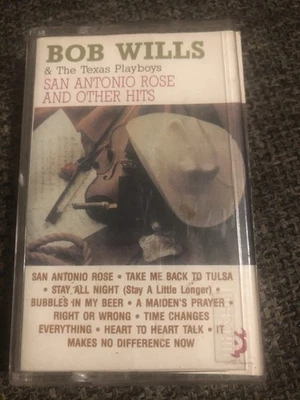 BOB WILLS
& The Texas Playboys
SAN ANTONIO ROSE
AND OTHER HITS
SAN ANTONIO ROSE • TAKE ME BACK TO TULSA
• STAY ALL NIGHT (Stay A Little Longer) •
BUBBLES IN MY BEER • A MAIDEN'S PRAYER •
RIGHT OR WRONG • TIME CHANGES
EVERYTHING • HEART TO HEART TALK • IT
MAKES NO DIFFERENCE NOW